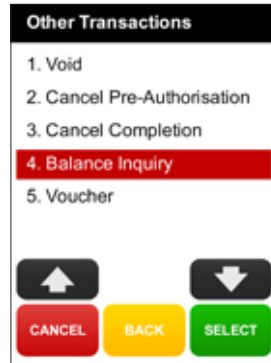 Other Transactions
1. Void
2. Cancel Pre-Authorisation
3. Cancel Completion
4. Balance Inquiry
5. Voucher
CANCEL BACK SELECT